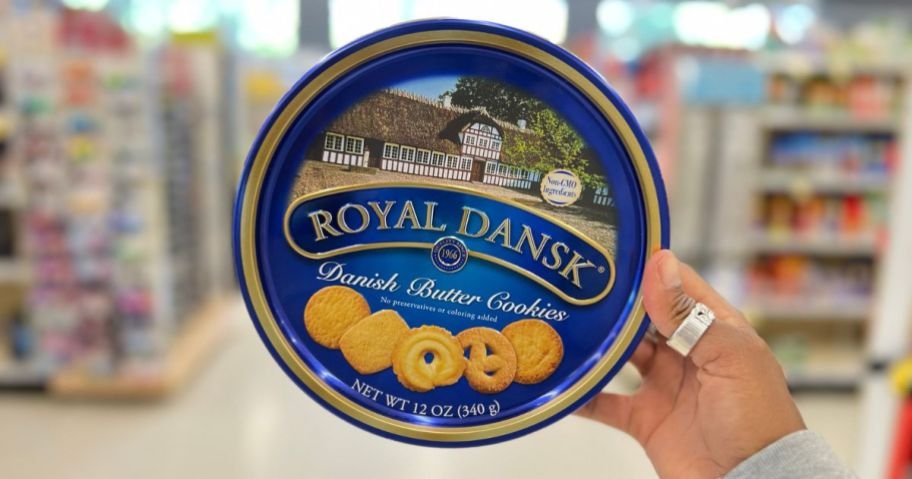 Non-GMO
Ingredients
ROYAL DANSK®
1966
Danish Butter Cookies
No preservatives or coloring added
NET WT 12 OZ (340 g)